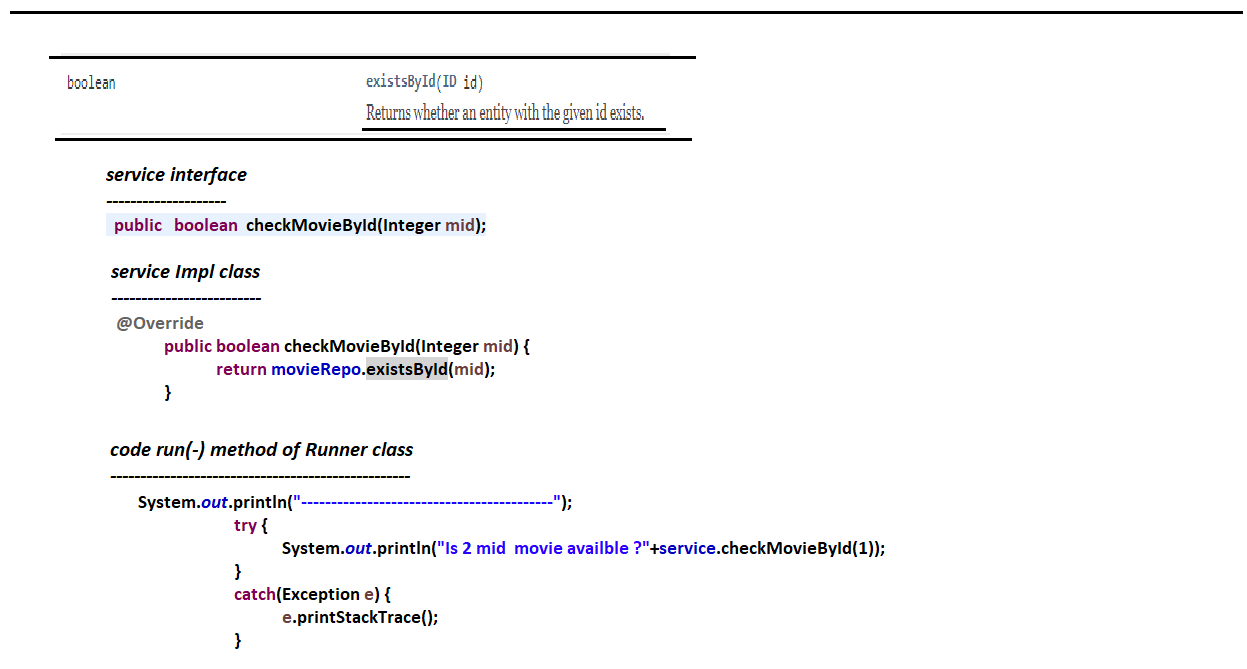 boolean existsById(ID id)
Returns whether an entity with the given id exists.
service interface
--------------------
public boolean checkMovieById(Integer mid);
service Impl class
-------------------------
@Override
public boolean checkMovieById(Integer mid) {
return movieRepo.existsById(mid);
}
code run(-) method of Runner class
--------------------------------------------------
System.out.println("------------------------------------------");
try {
System.out.println("Is 2 mid  movie availble ?"+service.checkMovieById(1));
}
catch(Exception e) {
e.printStackTrace();
}